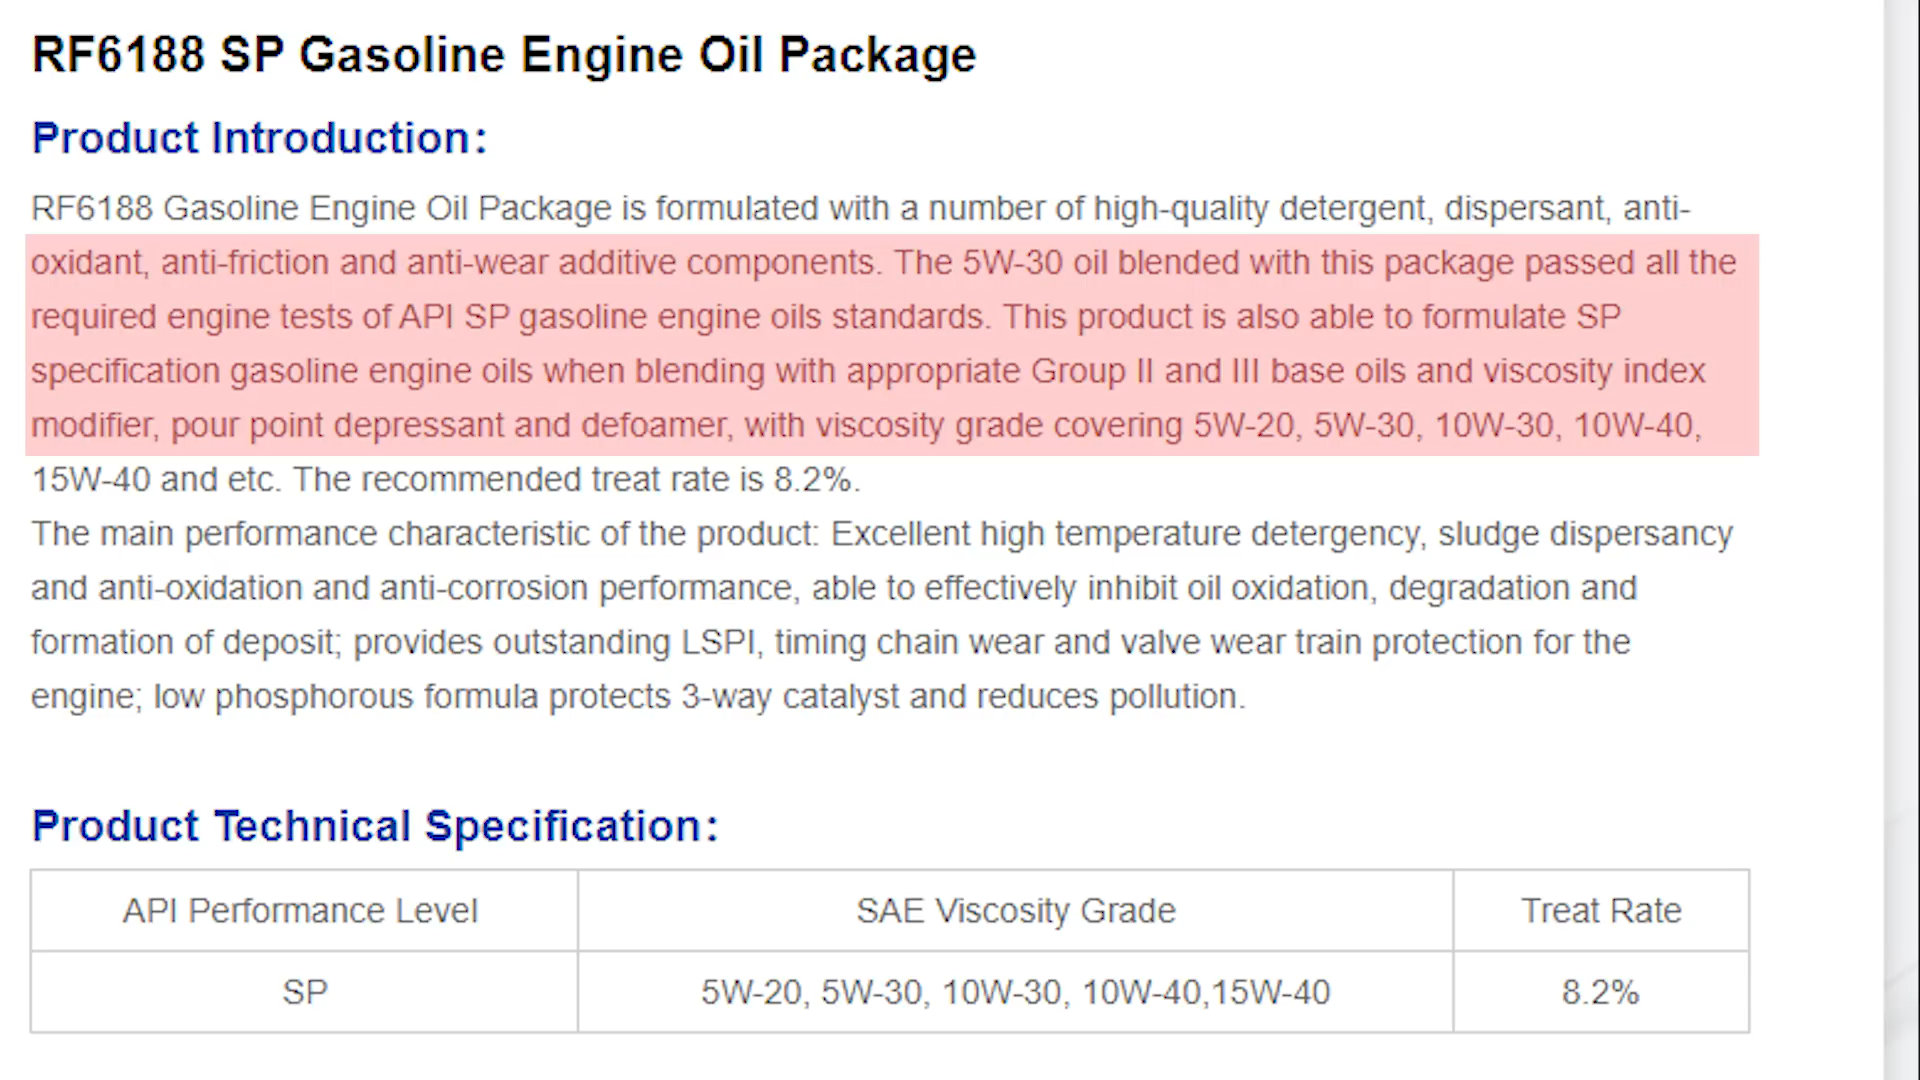 RF6188 SP Gasoline Engine Oil Package
Product Introduction:
RF6188 Gasoline Engine Oil Package is formulated with a number of high-quality detergent, dispersant, anti-
oxidant, anti-friction and anti-wear additive components. The 5W-30 oil blended with this package passed all the
required engine tests of API SP gasoline engine oils standards. This product is also able to formulate SP
specification gasoline engine oils when blending with appropriate Group II and III base oils and viscosity index
modifier, pour point depressant and defoamer, with viscosity grade covering 5W-20, 5W-30, 10W-30, 10W-40,
15W-40 and etc. The recommended treat rate is 8.2%.
The main performance characteristic of the product: Excellent high temperature detergency, sludge dispersancy
and anti-oxidation and anti-corrosion performance, able to effectively inhibit oil oxidation, degradation and
formation of deposit; provides outstanding LSPI, timing chain wear and valve wear train protection for the
engine; low phosphorous formula protects 3-way catalyst and reduces pollution.
Product Technical Specification:
API Performance Level SAE Viscosity Grade Treat Rate
SP 5W-20, 5W-30, 10W-30, 10W-40,15W-40 8.2%